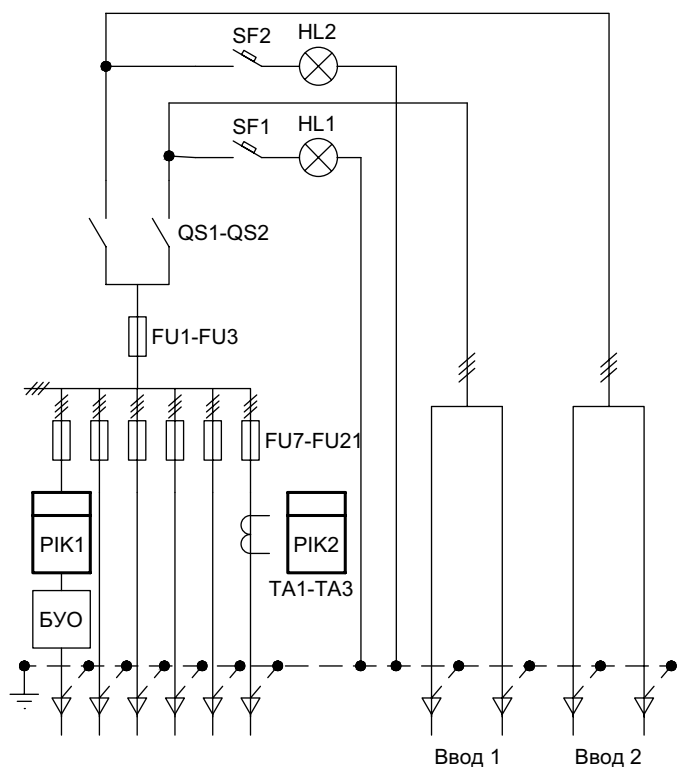 SF2
HL2
SF1
HL1
QS1-QS2
FU1-FU3
FU7-FU21
PIK1
PIK2
TA1-TA3
БУО
Ввод 1
Ввод 2